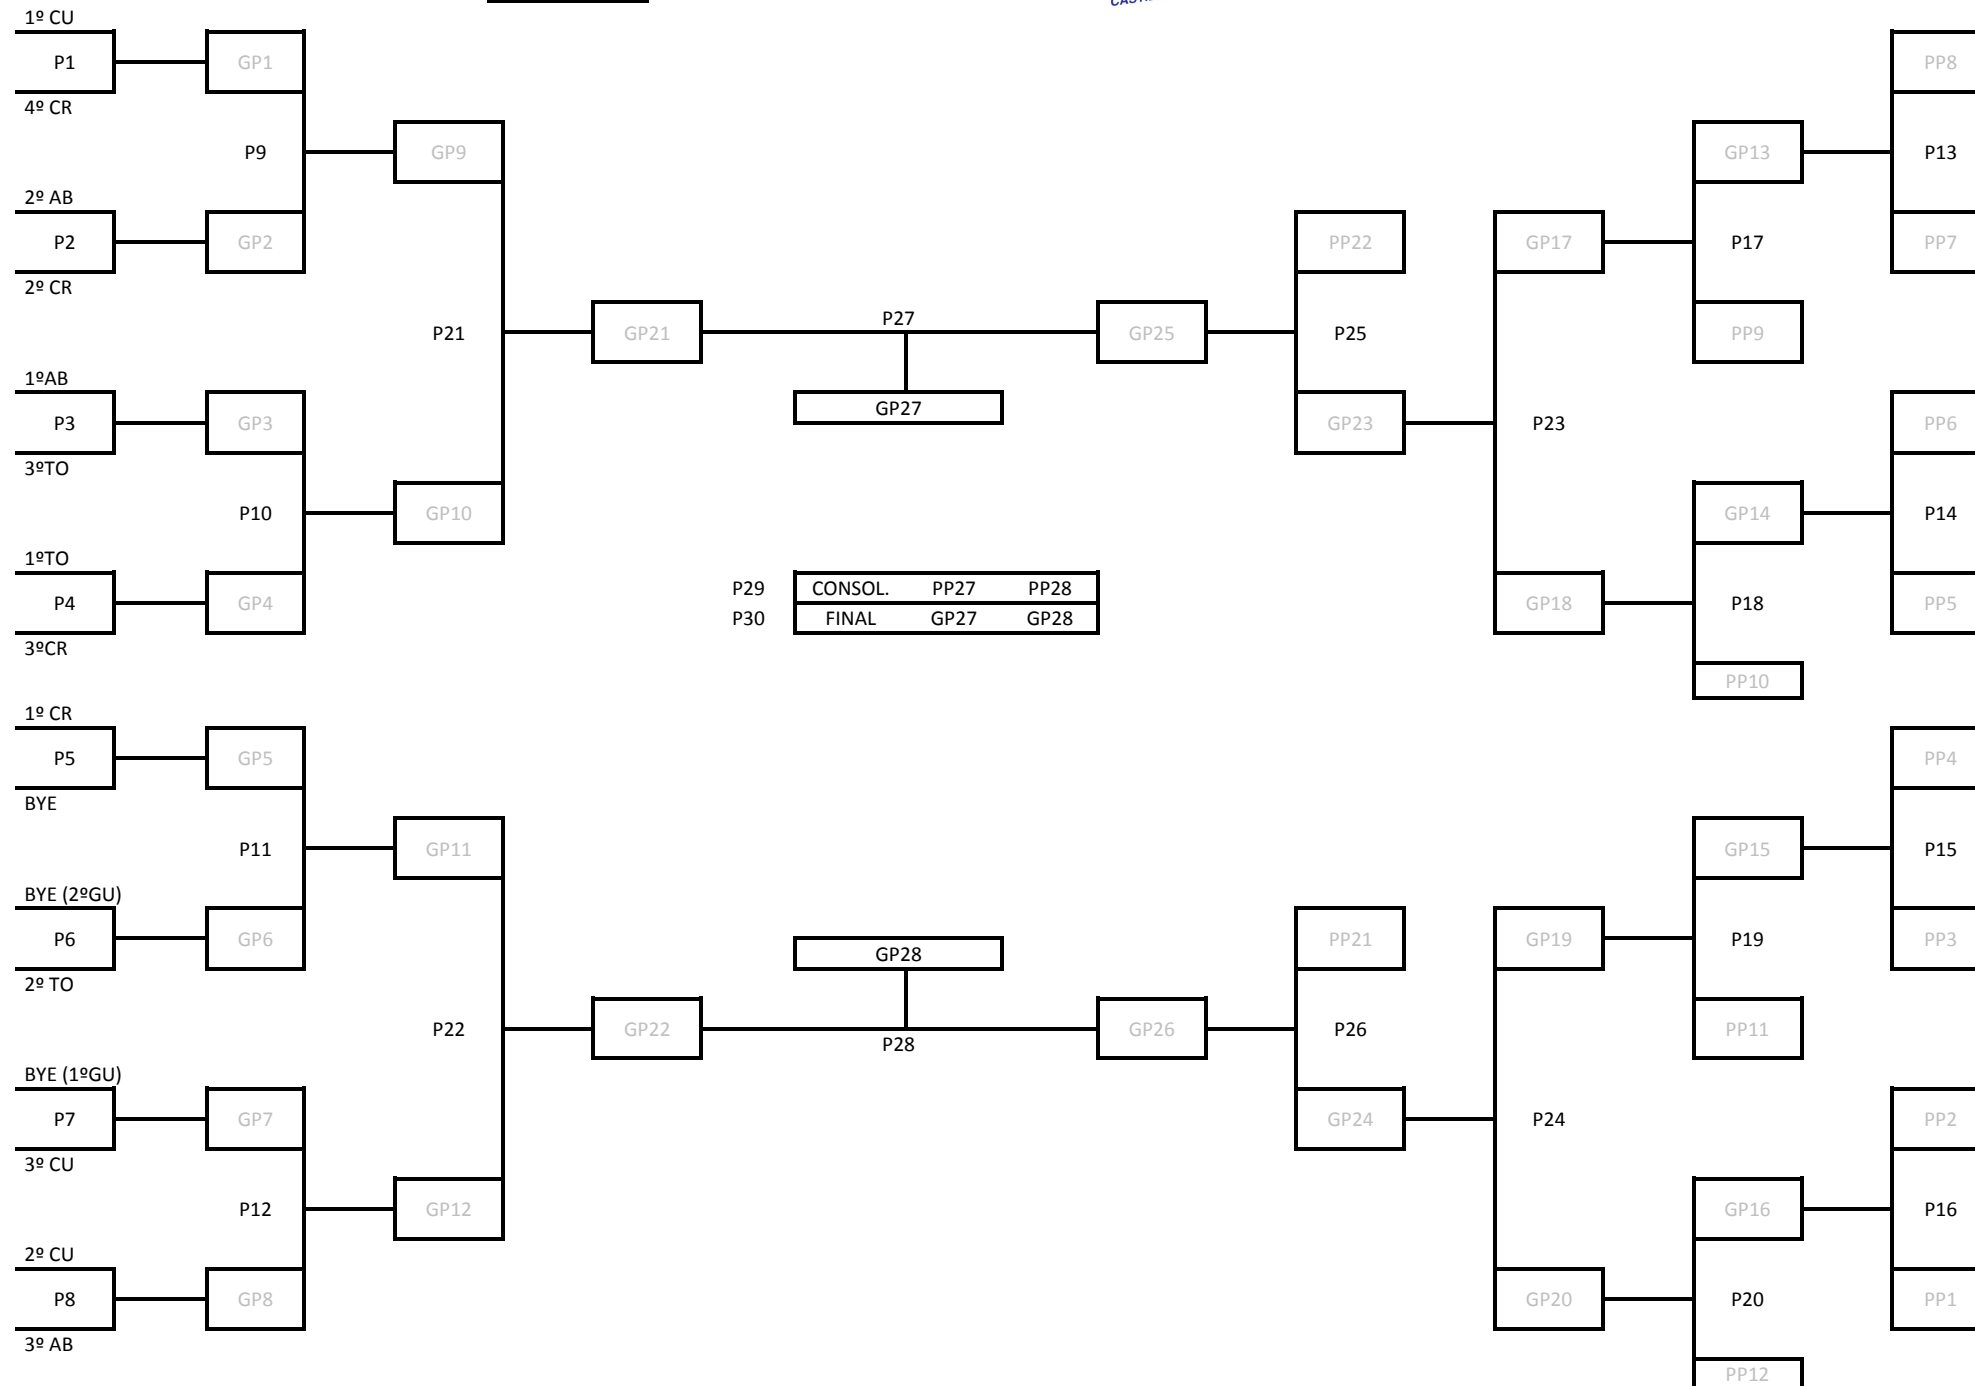 1º CU
P1 GP1 PP8
4º CR
P9 GP9 GP13 P13
2º AB
P2 GP2 PP22 GP17 P17 PP7
2º CR
P27
P21 GP21 GP25 P25 PP9
1ºAB
GP27
P3 GP3 GP23 P23 PP6
3ºTO
P10 GP10 GP14 P14
1ºTO
P29 CONSOL. PP27 PP28
P4 GP4 GP18 P18 PP5
P30 FINAL GP27 GP28
3ºCR
PP10
1º CR
P5 GP5 PP4
BYE
P11 GP11 GP15 P15
BYE (2ºGU)
P6 GP6 PP21 GP19 P19 PP3
GP28
2º TO
P22 GP22 GP26 P26 PP11
P28
BYE (1ºGU)
P7 GP7 GP24 P24 PP2
3º CU
P12 GP12 GP16 P16
2º CU
P8 GP8 GP20 P20 PP1
3º AB
PP12